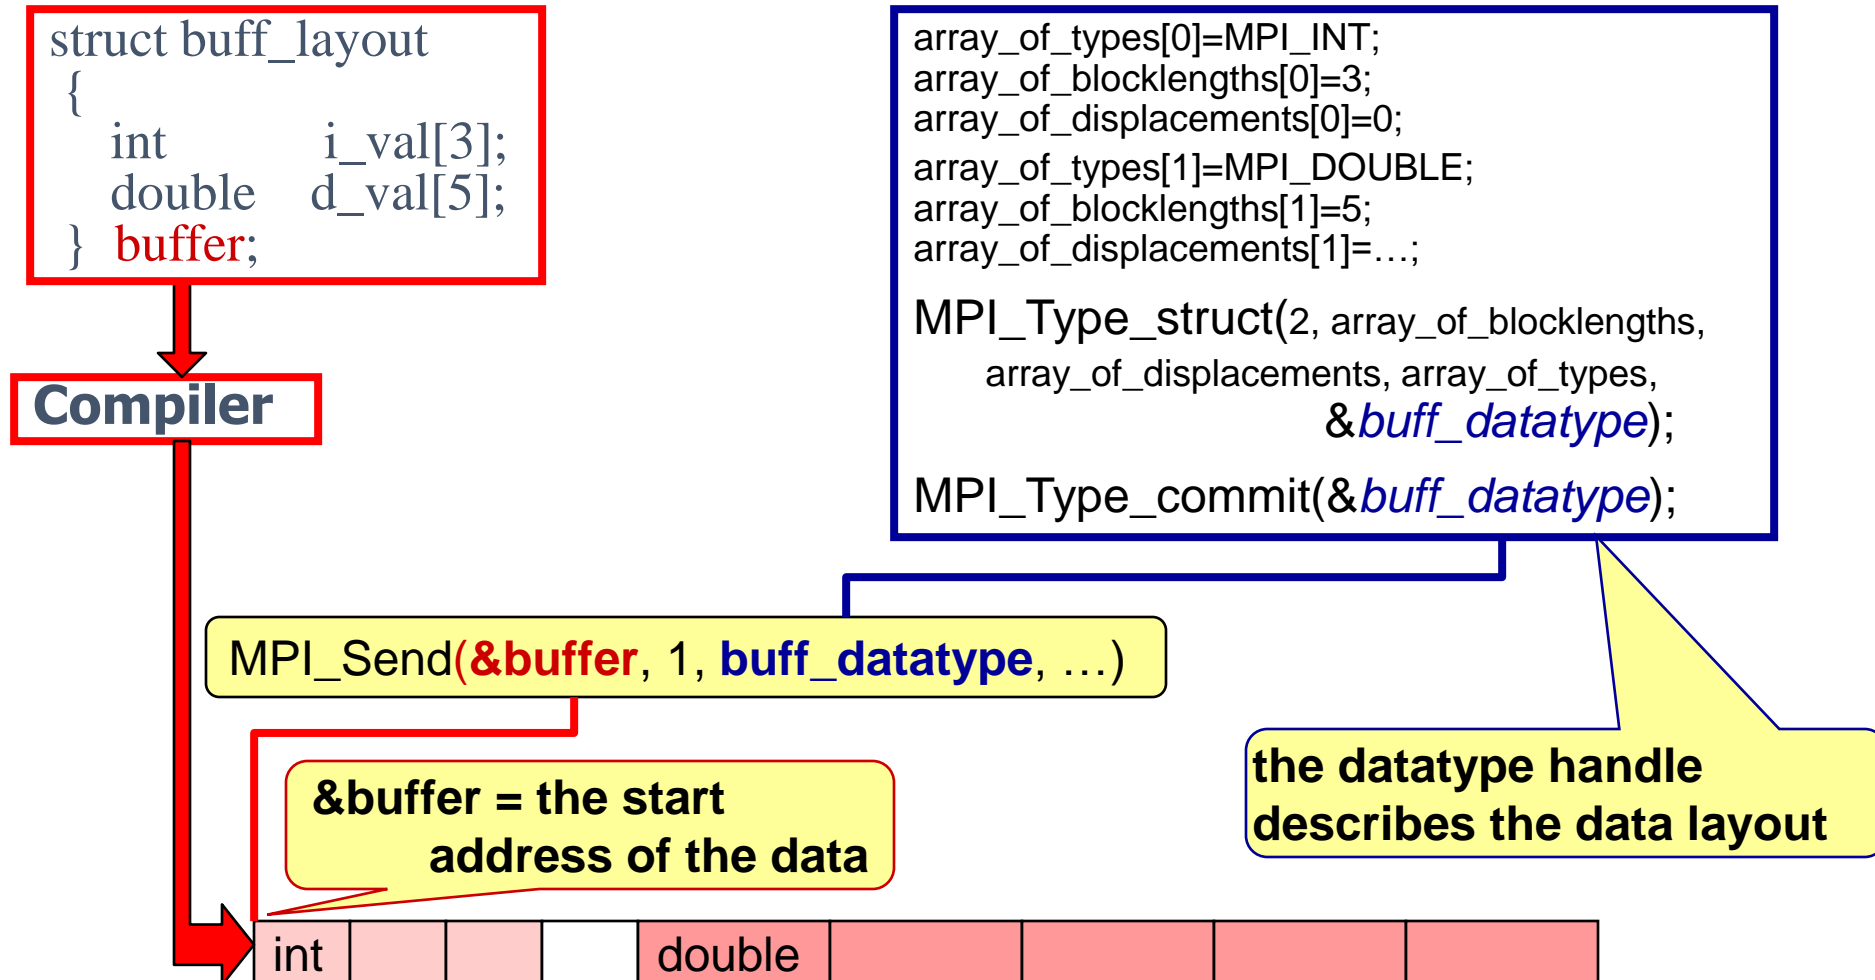 struct buff_layout
{
int i_val[3];
double d_val[5];
} buffer;
Compiler
array_of_types[0]=MPI_INT;
array_of_blocklengths[0]=3;
array_of_displacements[0]=0;
array_of_types[1]=MPI_DOUBLE;
array_of_blocklengths[1]=5;
array_of_displacements[1]=…;
MPI_Type_struct(2, array_of_blocklengths,
array_of_displacements, array_of_types,
&buff_datatype);
MPI_Type_commit(&buff_datatype);
MPI_Send(&buffer, 1, buff_datatype, …)
&buffer = the start
address of the data
the datatype handle
describes the data layout
int double